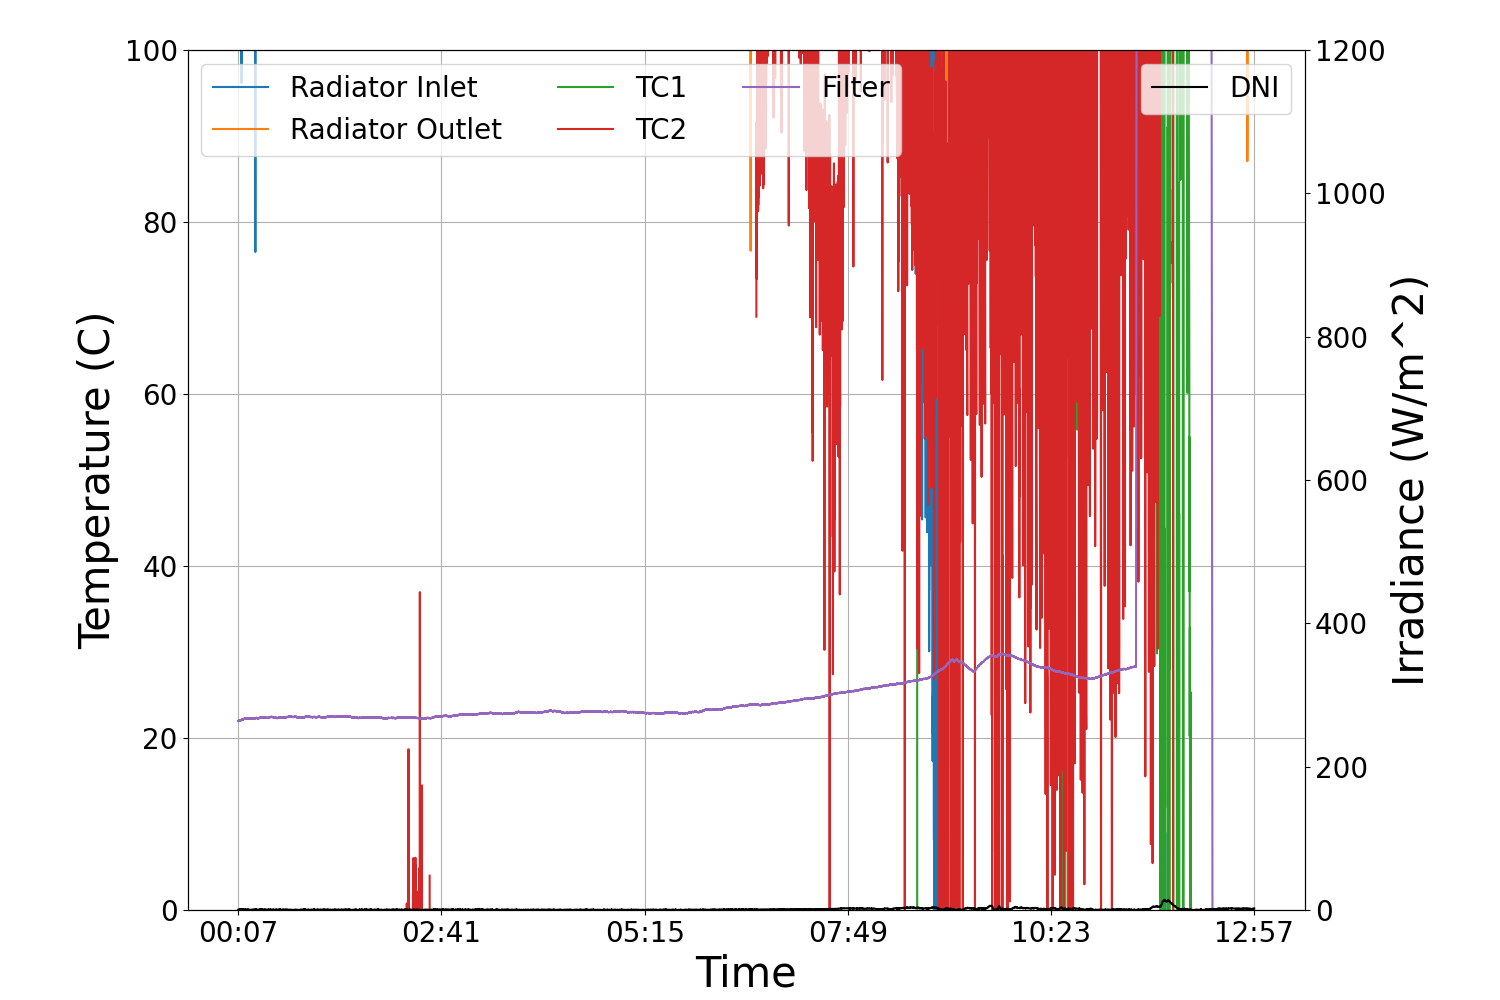 Radiator Inlet
Radiator Outlet
TC1
TC2
Filter
DNI
100
80
60
40
20
0
Temperature (C)
1200
1000
800
600
400
200
0
Irradiance (W/m^2)
00:07 02:41 05:15 07:49 10:23 12:57
Time